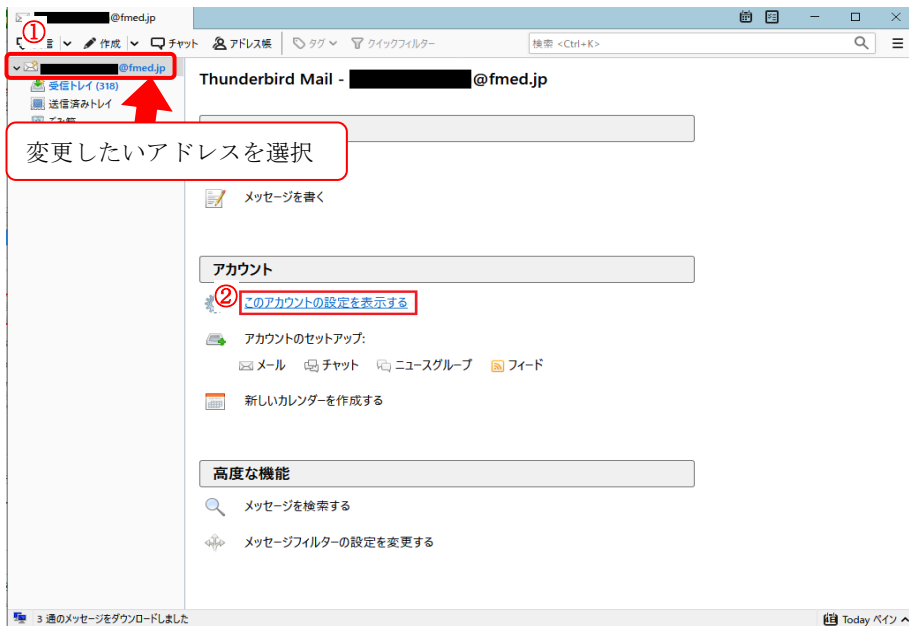 @fmed.jp
①
作成 チャット アドレス帳 タグ クイックフィルター 検索 <Ctrl+K>
@fmed.jp
受信トレイ (318)
送信済みトレイ
変更したいアドレスを選択
Thunderbird Mail - @fmed.jp
メッセージを書く
アカウント
②
このアカウントの設定を表示する
アカウントのセットアップ:
メール チャット ニュースグループ フィード
新しいカレンダーを作成する
高度な機能
メッセージを検索する
メッセージフィルターの設定を変更する
3 通のメッセージをダウンロードしました Today ペイン